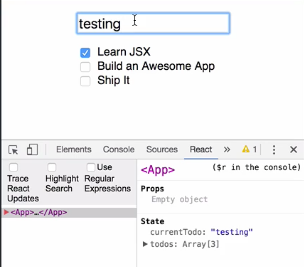 testing
Learn JSX
Build an Awesome App
Ship It
Elements Console Sources React » 1
Trace React Updates
Highlight Search
Use Regular Expressions
<App>…</App>
<App> ($r in the console)
Props
Empty object
State
currentTodo: "testing"
todos: Array[3]